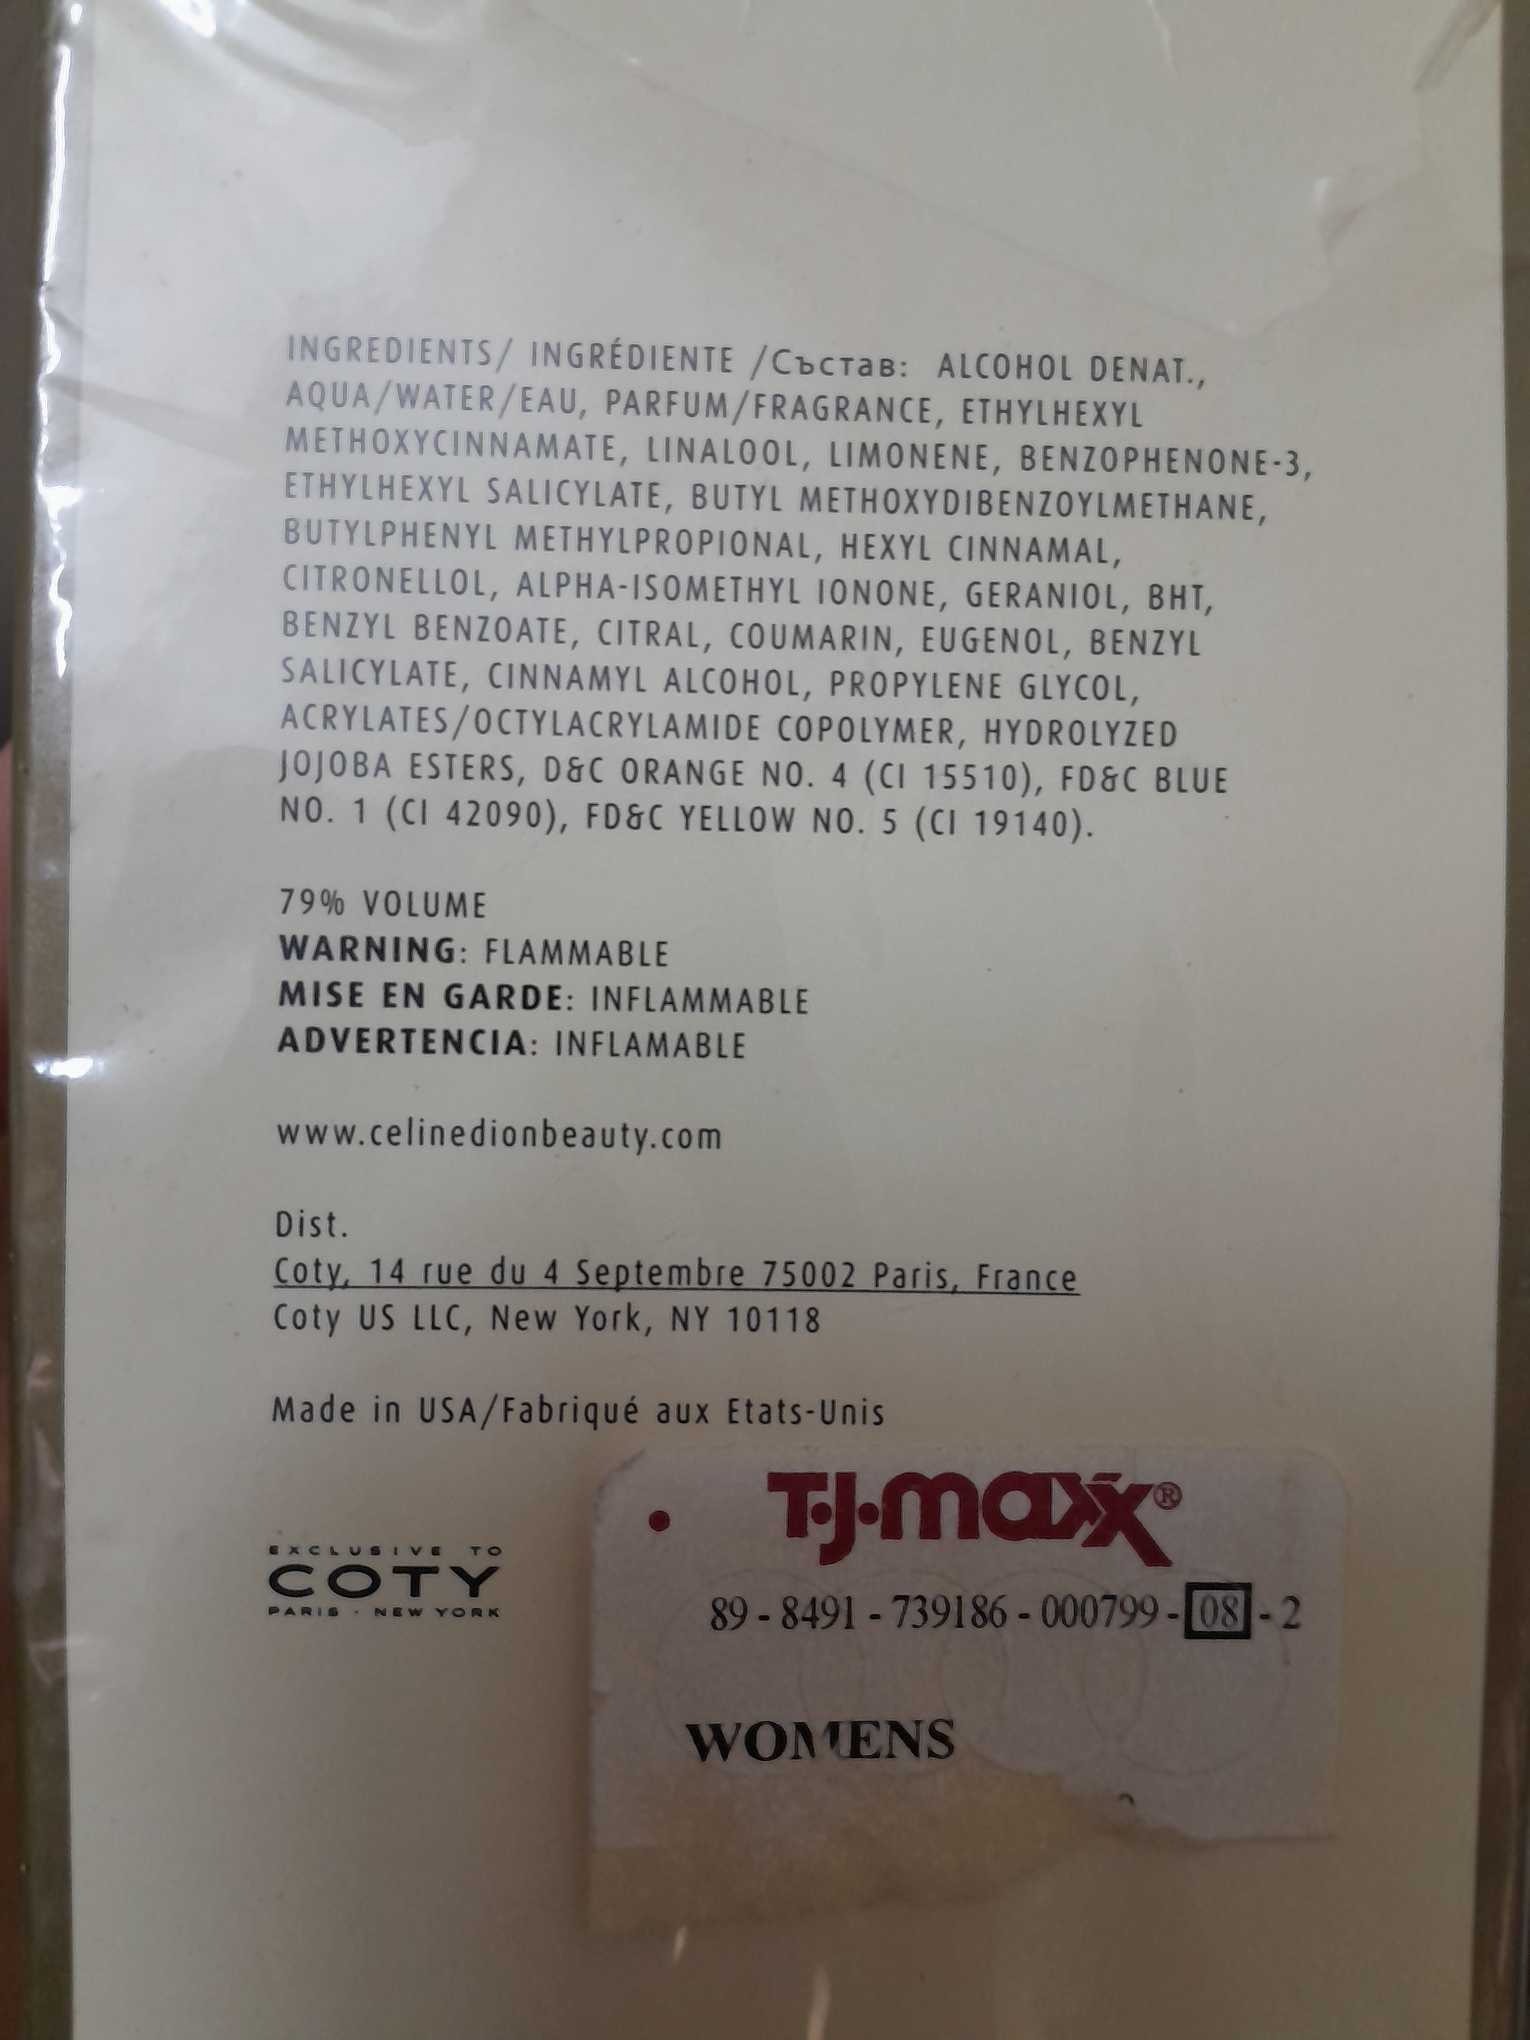 INGREDIENTS/ INGRÉDIENTE /Състав: ALCOHOL DENAT.,
AQUA/WATER/EAU, PARFUM/FRAGRANCE, ETHYLHEXYL
METHOXYCINNAMATE, LINALOOL, LIMONENE, BENZOPHENONE-3,
ETHYLHEXYL SALICYLATE, BUTYL METHOXYDIBENZOYLMETHANE,
BUTYLPHENYL METHYLPROPIONAL, HEXYL CINNAMAL,
CITRONELLOL, ALPHA-ISOMETHYL IONONE, GERANIOL, BHT,
BENZYL BENZOATE, CITRAL, COUMARIN, EUGENOL, BENZYL
SALICYLATE, CINNAMYL ALCOHOL, PROPYLENE GLYCOL,
ACRYLATES/OCTYLACRYLAMIDE COPOLYMER, HYDROLYZED
JOJOBA ESTERS, D&C ORANGE NO. 4 (CI 15510), FD&C BLUE
NO. 1 (CI 42090), FD&C YELLOW NO. 5 (CI 19140).
79% VOLUME
WARNING: FLAMMABLE
MISE EN GARDE: INFLAMMABLE
ADVERTENCIA: INFLAMABLE
www.celinedionbeauty.com
Dist.
Coty, 14 rue du 4 Septembre 75002 Paris, France
Coty US LLC, New York, NY 10118
Made in USA/Fabriqué aux Etats-Unis
EXCLUSIVE TO
COTY
PARIS · NEW YORK
T·J·maxx®
89 - 8491 - 739186 - 000799 - 08 - 2
WOMENS